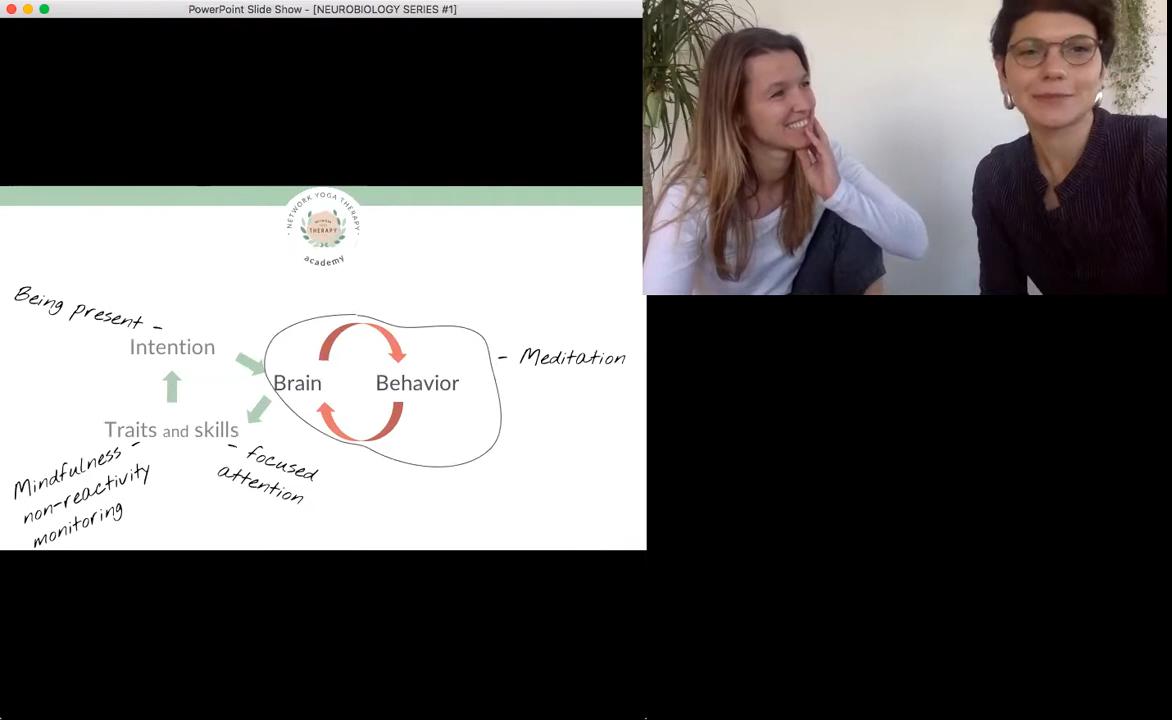 PowerPoint Slide Show - [NEUROBIOLOGY SERIES #1]
· NETWORK YOGA THERAPY ·
THERAPY
academy
Being present -
Intention
Brain
Behavior
- Meditation
Traits and skills
Mindfulness -
non-reactivity
monitoring
- focused
attention